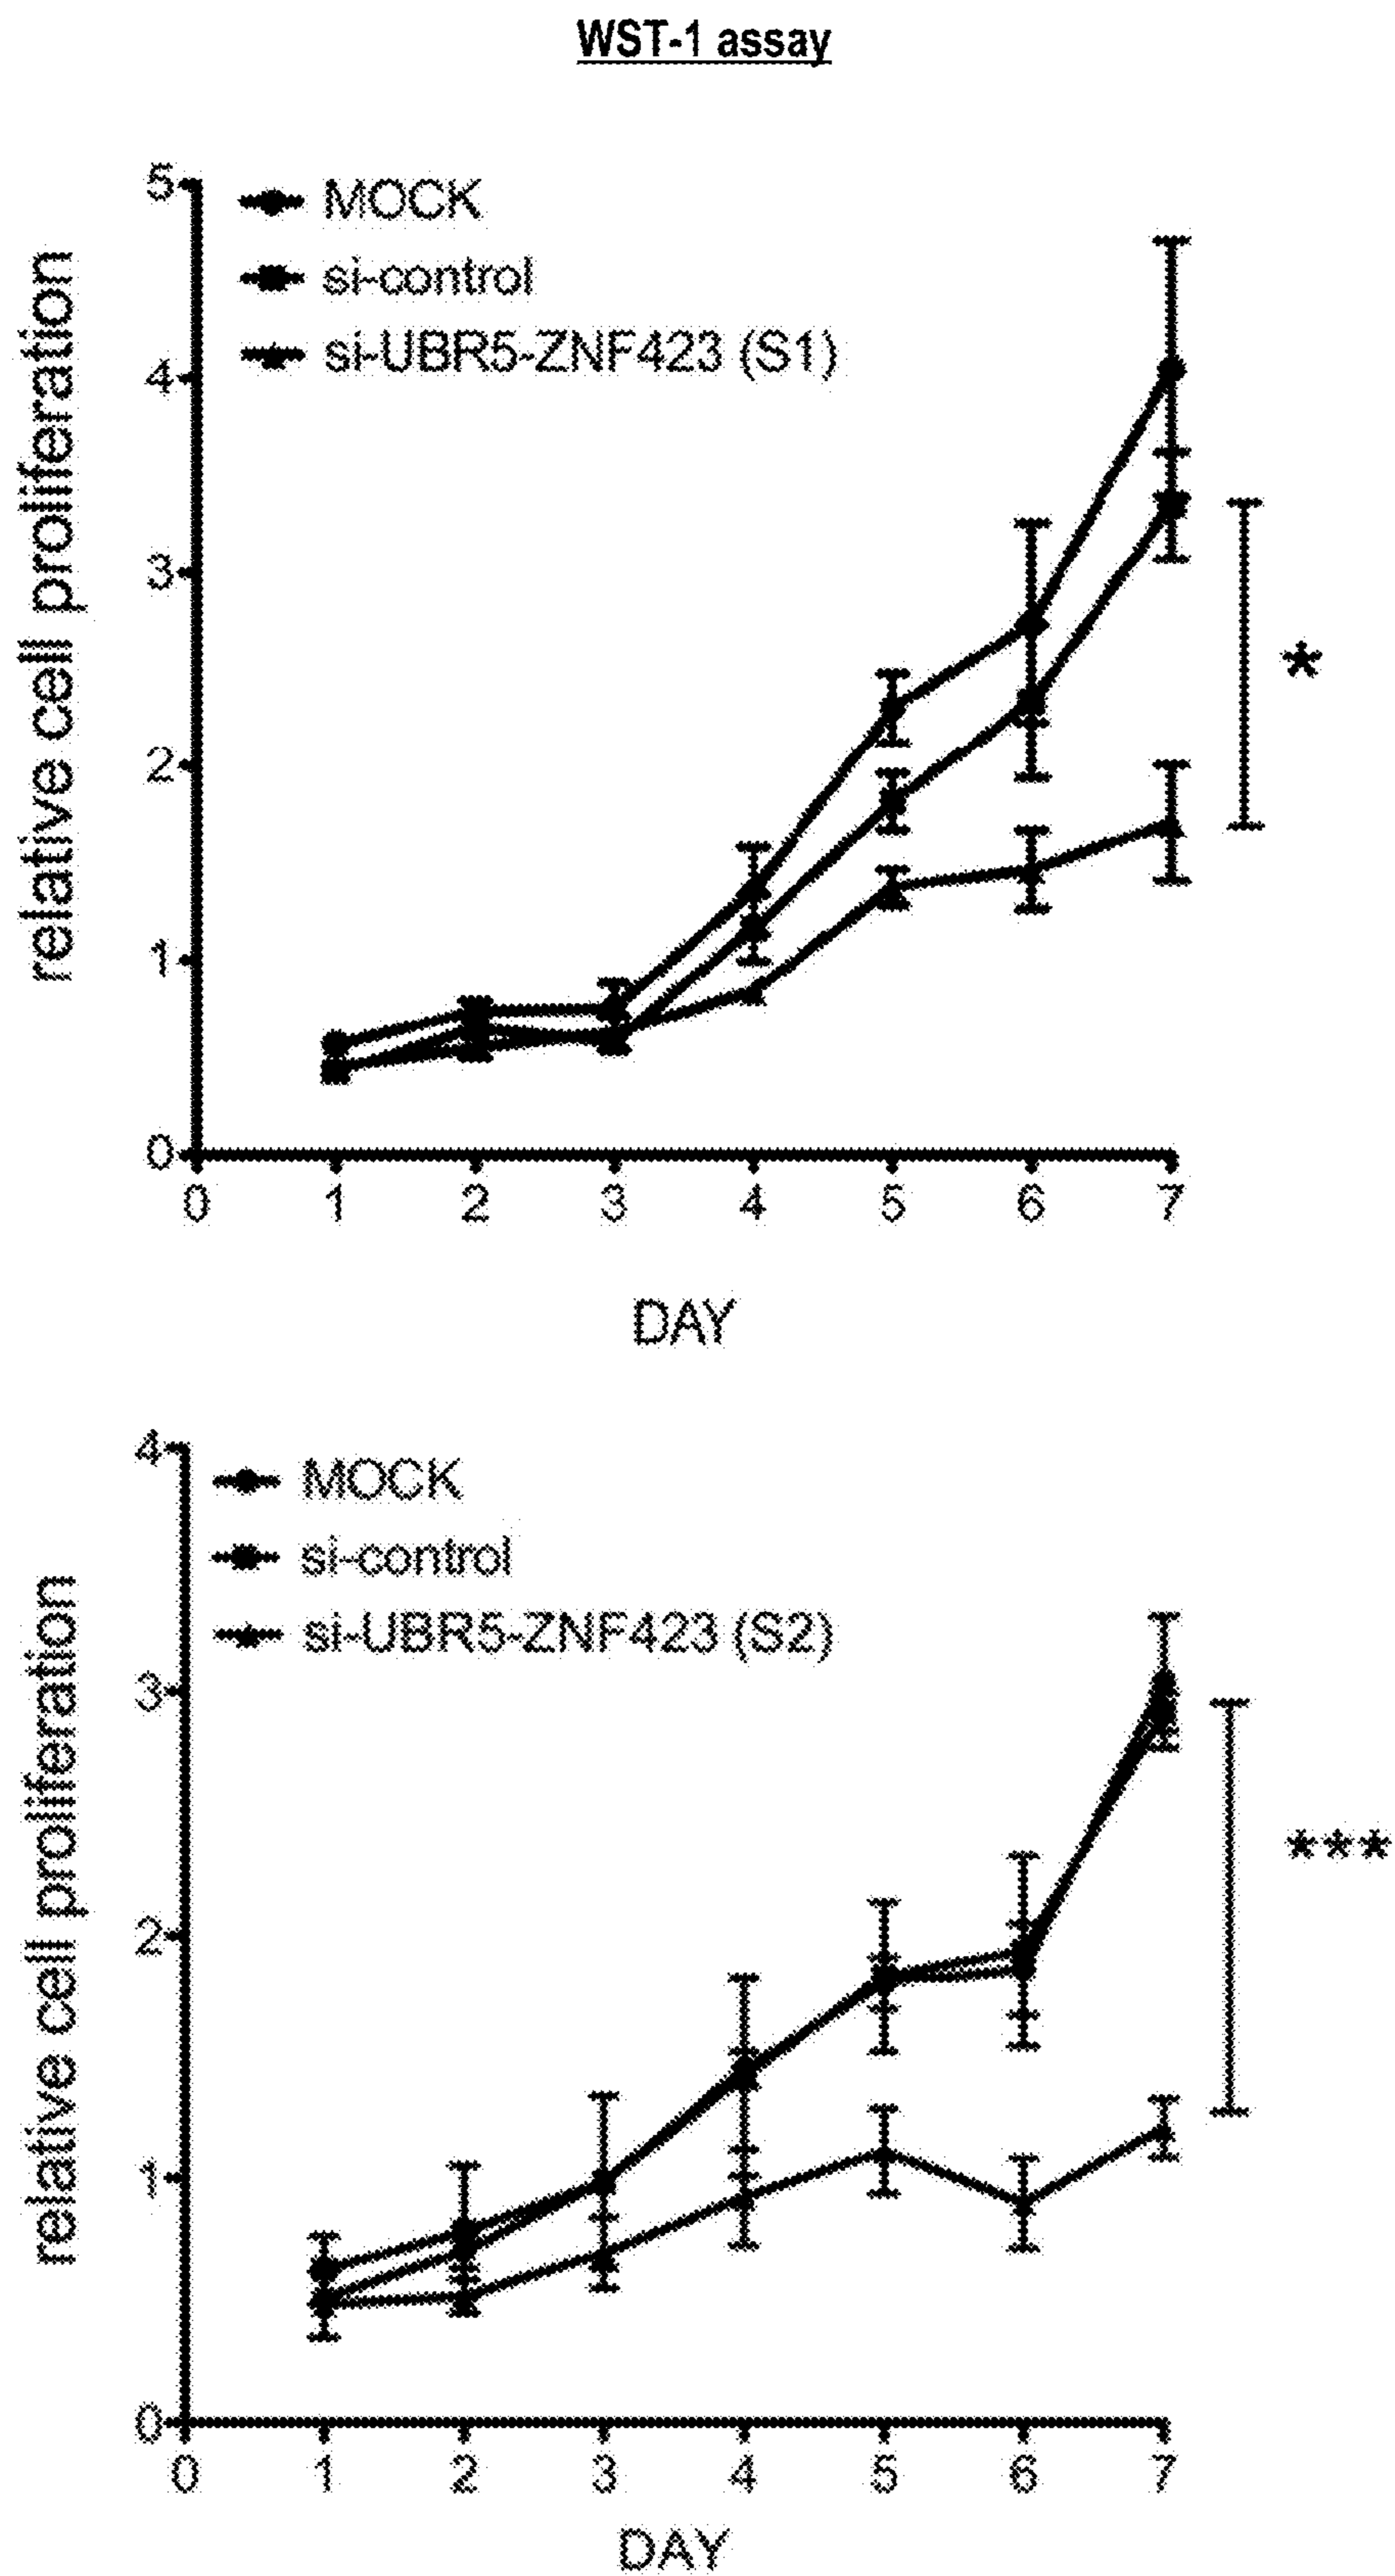 WST-1 assay
5
4
3
2
1
0
relative cell proliferation
MOCK
si-control
si-UBR5-ZNF423 (S1)
*
0 1 2 3 4 5 6 7
DAY
4
3
2
1
0
relative cell proliferation
MOCK
si-control
si-UBR5-ZNF423 (S2)
***
0 1 2 3 4 5 6 7
DAY